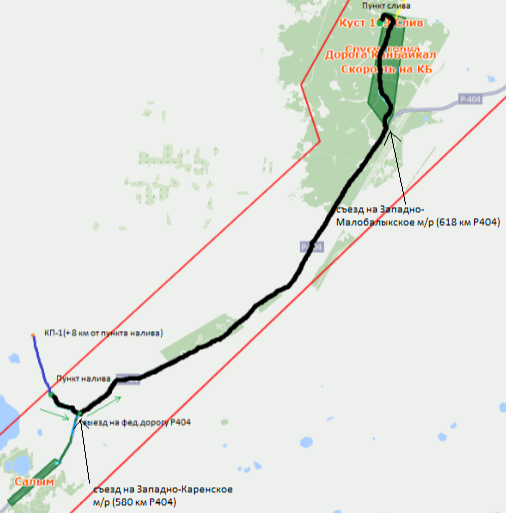 Пункт слива
Куст 1 Слив
Дорога КанБайкал
Скорость на КБ
Р-404
съезд на Западно-
Малобалыкское м/р (618 км Р404)
КП-1(+8 км от пункта налива)
Пункт налива
выезд на фед.дорогу Р404
Салым
съезд на Западно-Каренское
м/р (580 км Р404)